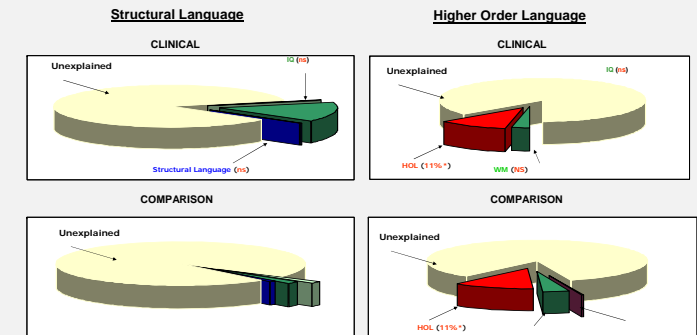 Structural Language
Higher Order Language
CLINICAL
CLINICAL
Unexplained
IQ (ns)
Structural Language (ns)
Unexplained
IQ (ns)
HOL (11%*)
WM (NS)
COMPARISON
COMPARISON
Unexplained
Unexplained
HOL (11%*)